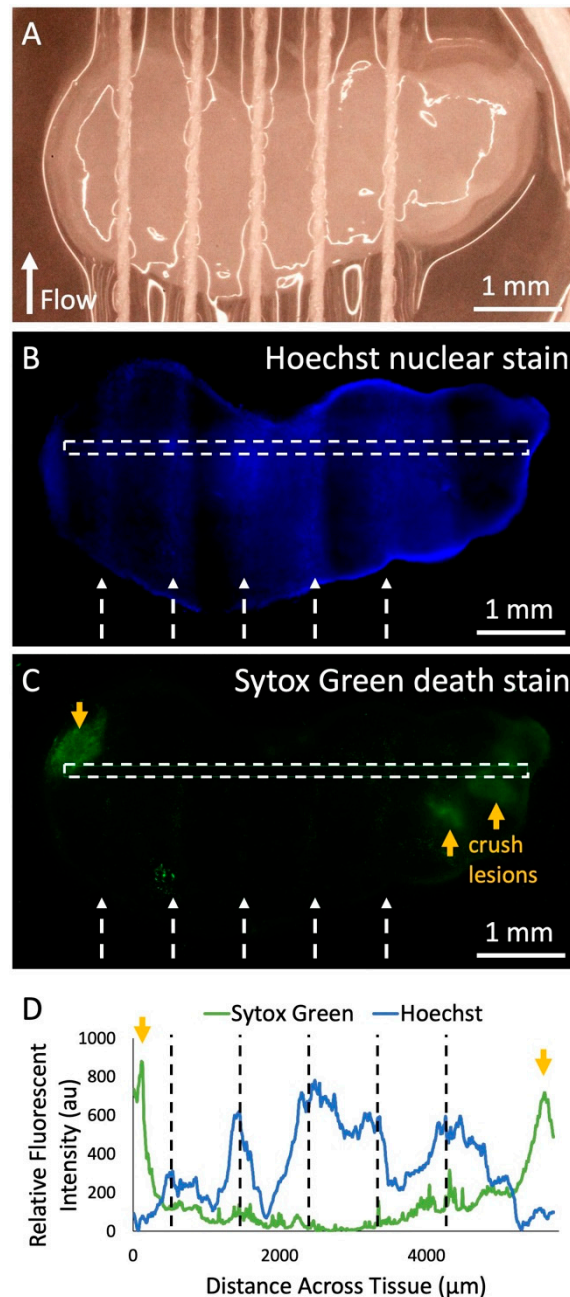 A
Flow
1 mm
B
Hoechst nuclear stain
1 mm
C
Sytox Green death stain
crush
lesions
1 mm
D
Sytox Green
Hoechst
1000
800
600
400
200
0
Relative Fluorescent
Intensity (au)
0
2000
4000
Distance Across Tissue (μm)